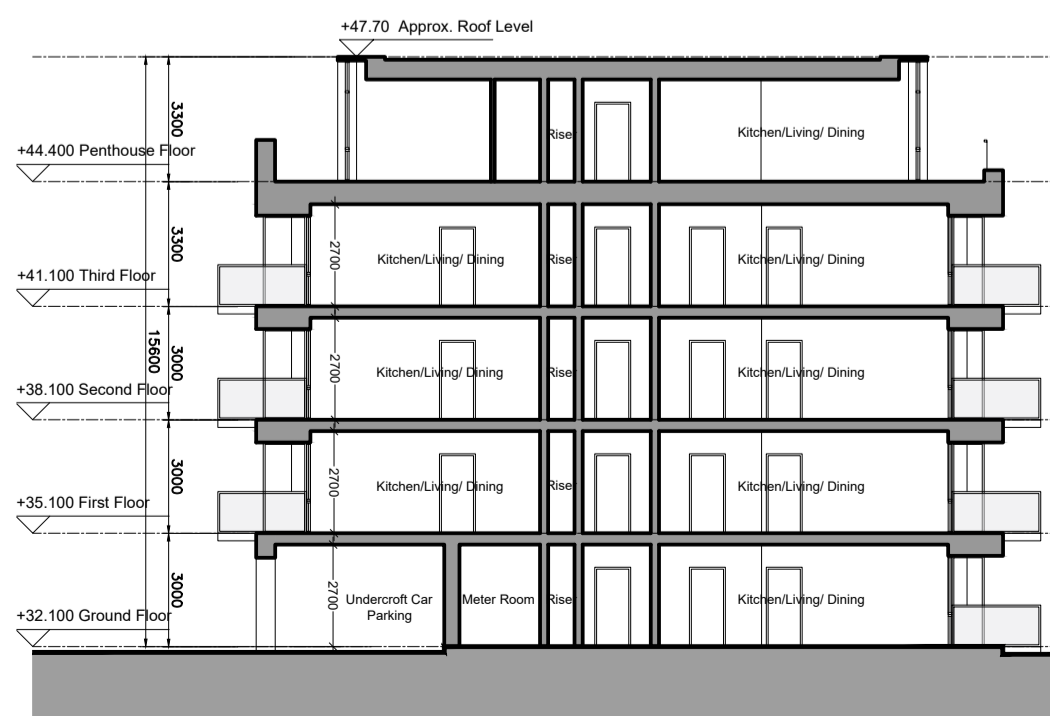 +47.70 Approx. Roof Level
3300
Riser
Kitchen/Living/ Dining
+44.400 Penthouse Floor
3300
2700
Kitchen/Living/ Dining
Riser
Kitchen/Living/ Dining
+41.100 Third Floor
15600
3000
2700
Kitchen/Living/ Dining
Riser
Kitchen/Living/ Dining
+38.100 Second Floor
3000
2700
Kitchen/Living/ Dining
Riser
Kitchen/Living/ Dining
+35.100 First Floor
3000
2700
Undercroft Car
Parking
Meter Room
Riser
Kitchen/Living/ Dining
+32.100 Ground Floor